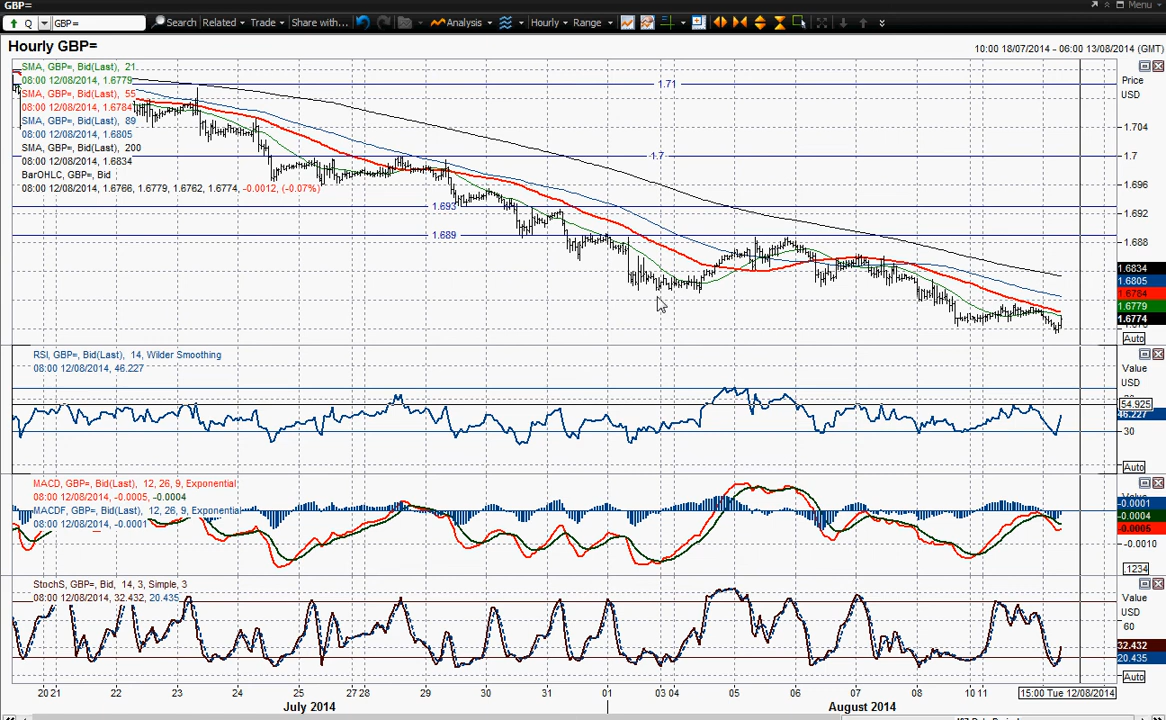 GBP=
Menu
Q GBP= Search Related Trade Share with... Analysis Hourly Range
Hourly GBP=
10:00 18/07/2014 - 06:00 13/08/2014 (GMT)
SMA, GBP=, Bid(Last), 21
08:00 12/08/2014, 1.6779
SMA, GBP=, Bid(Last), 55
08:00 12/08/2014, 1.6784
SMA, GBP=, Bid(Last), 89
08:00 12/08/2014, 1.6805
SMA, GBP=, Bid(Last), 200
08:00 12/08/2014, 1.6834
BarOHLC, GBP=, Bid
08:00 12/08/2014, 1.6766, 1.6779, 1.6762, 1.6774, -0.0012, (-0.07%)
1.71
1.7
1.693
1.689
Price
USD
1.704
1.7
1.696
1.692
1.688
1.6834
1.6805
1.6784
1.6779
1.6774
Auto
RSI, GBP=, Bid(Last), 14, Wilder Smoothing
08:00 12/08/2014, 46.227
Value
USD
54.925
46.227
30
Auto
MACD, GBP=, Bid(Last), 12, 26, 9, Exponential
08:00 12/08/2014, -0.0005, -0.0004
MACDF, GBP=, Bid(Last), 12, 26, 9, Exponential
08:00 12/08/2014, -0.0001
-0.0001
-0.0004
-0.0005
-0.0010
.1234
StochS, GBP=, Bid, 14, 3, Simple, 3
08:00 12/08/2014, 32.432, 20.435
Value
USD
60
32.432
20.435
Auto
20 21 22 23 24 25 27 28 29 30 31 01 03 04 05 06 07 08 10 11 15:00 Tue 12/08/2014
July 2014 August 2014